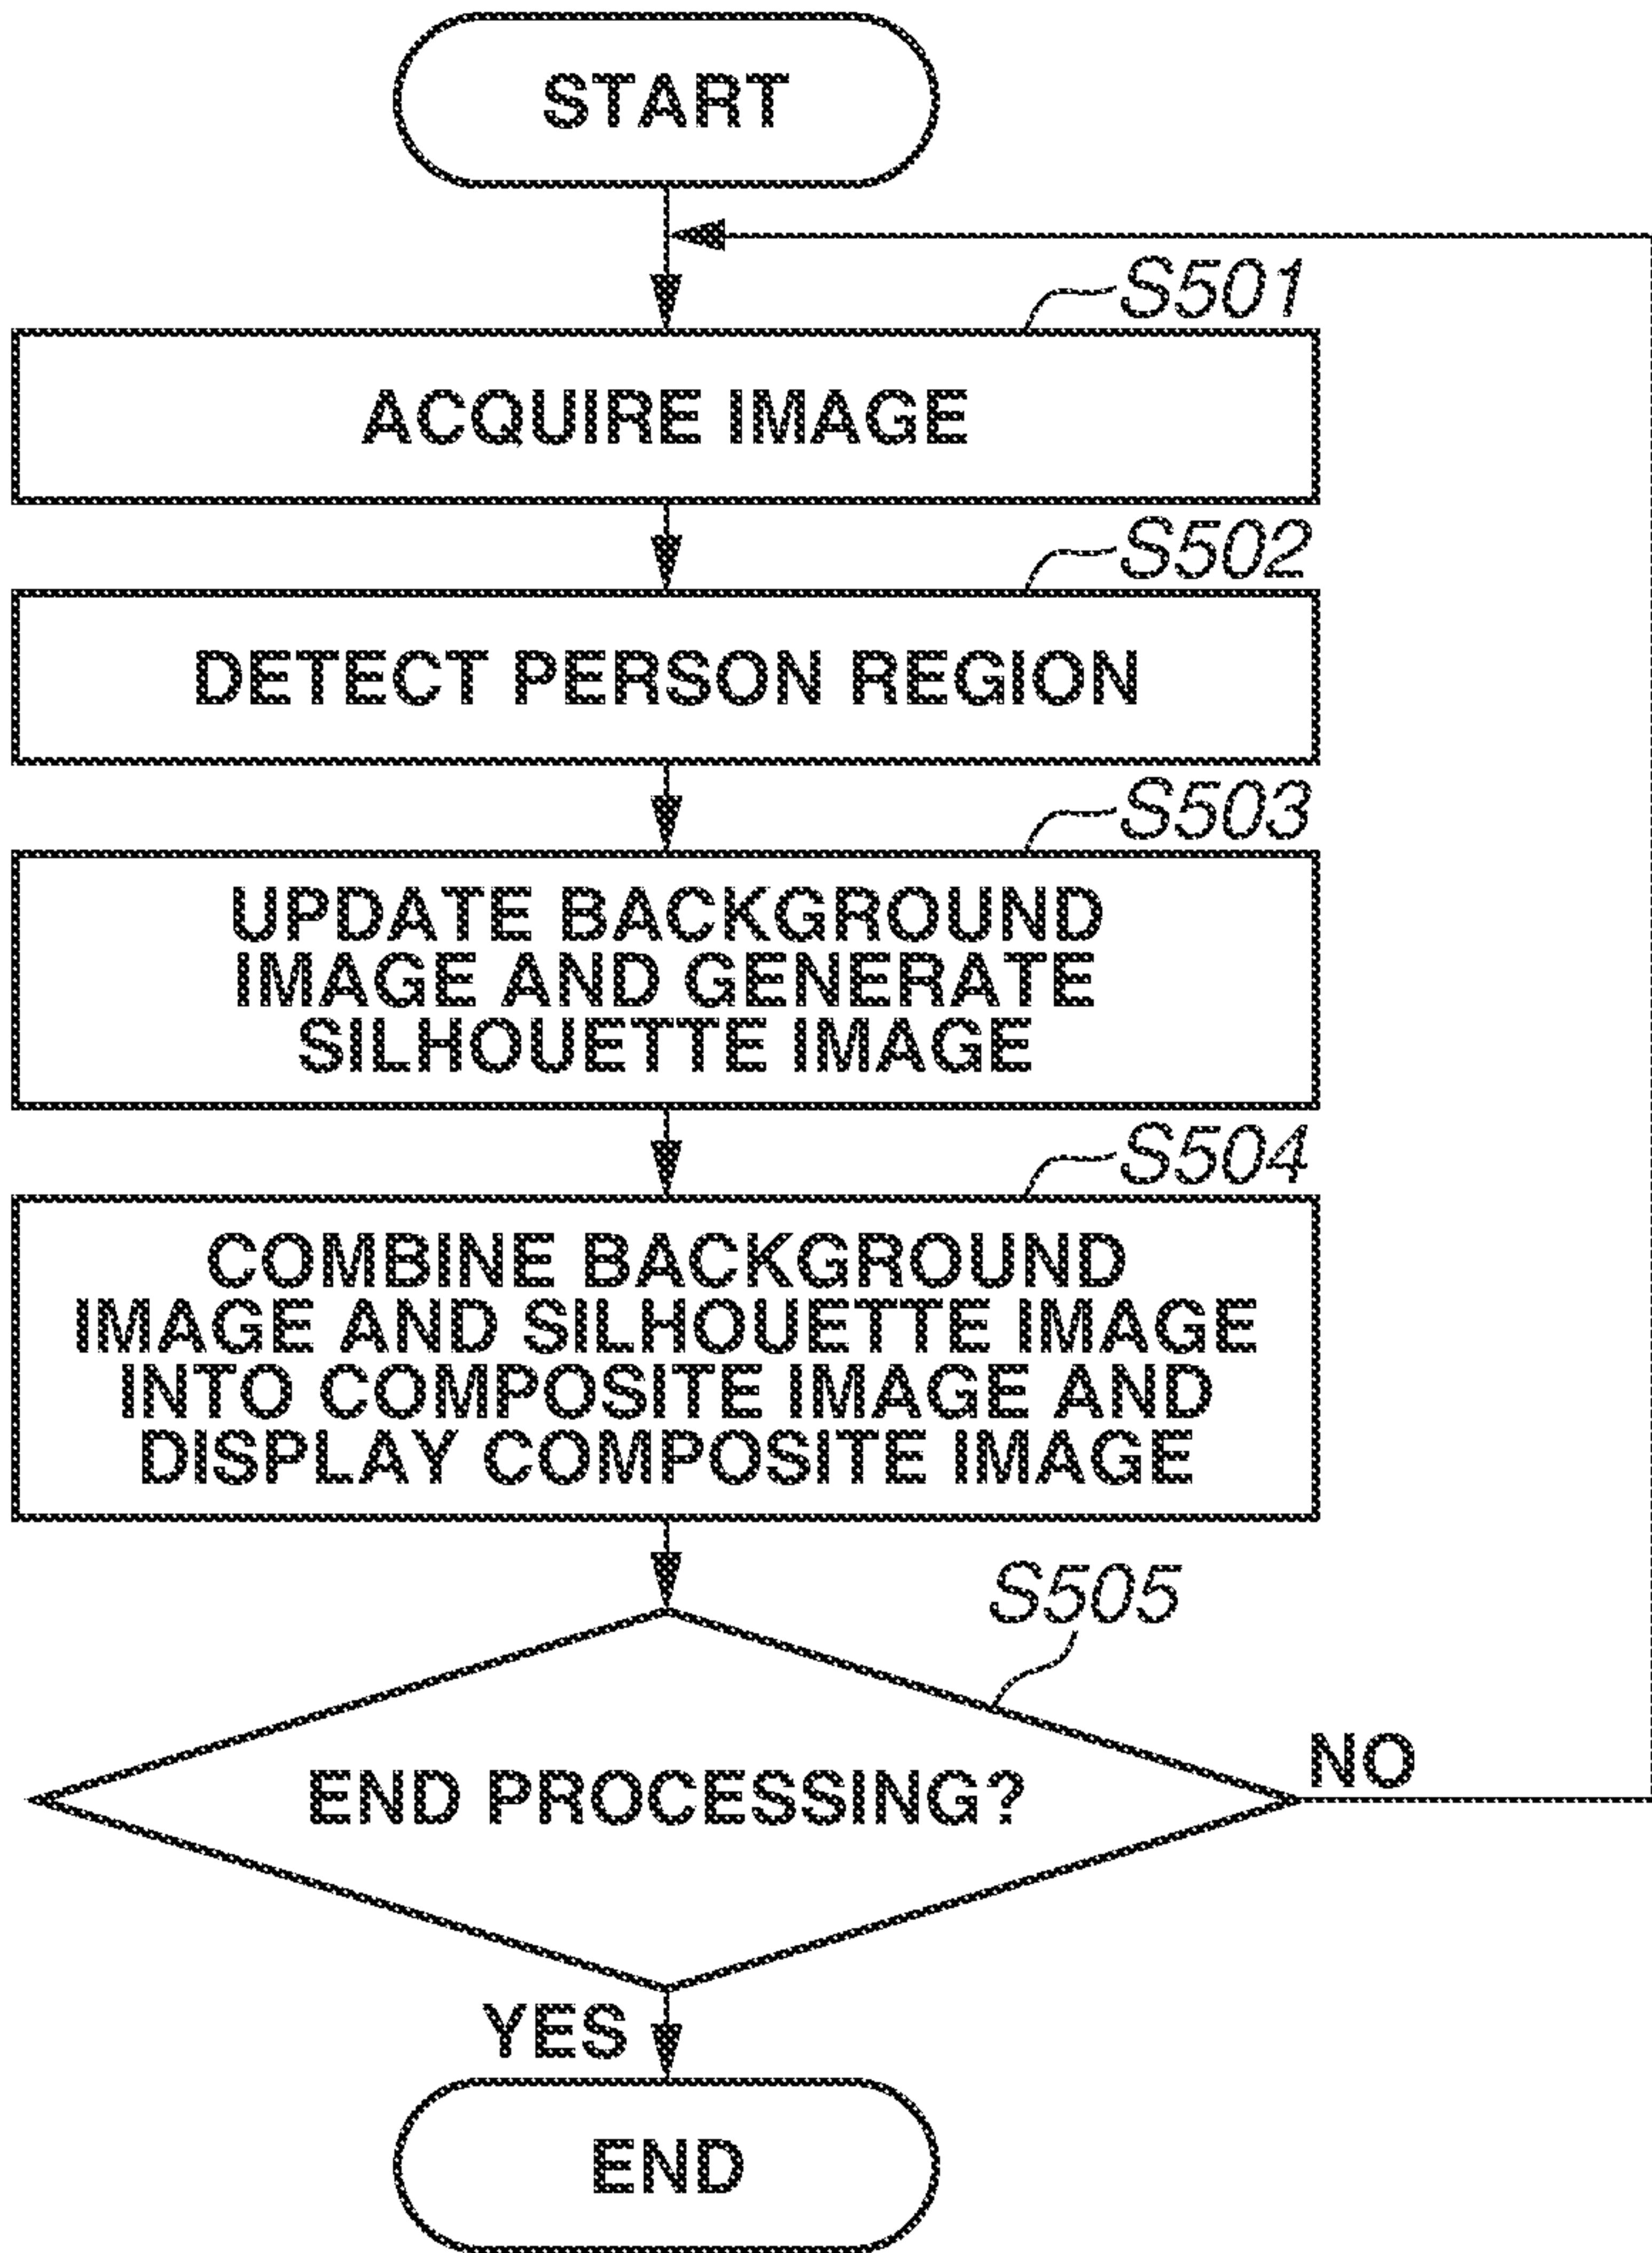 START
S501
ACQUIRE IMAGE
S502
DETECT PERSON REGION
S503
UPDATE BACKGROUND
IMAGE AND GENERATE
SILHOUETTE IMAGE
S504
COMBINE BACKGROUND
IMAGE AND SILHOUETTE IMAGE
INTO COMPOSITE IMAGE AND
DISPLAY COMPOSITE IMAGE
S505
END PROCESSING?
NO
YES
END